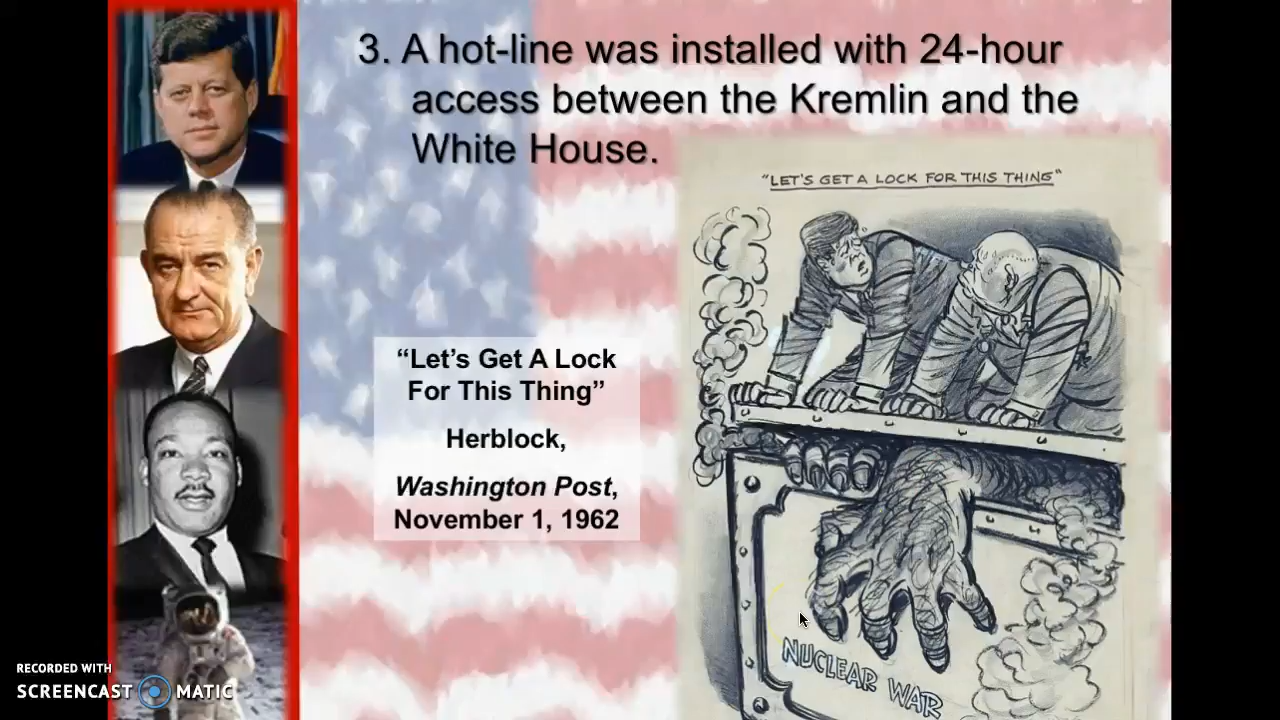 3. A hot-line was installed with 24-hour
access between the Kremlin and the
White House.
"LET'S GET A LOCK FOR THIS THING"
“Let’s Get A Lock
For This Thing”
Herblock,
Washington Post,
November 1, 1962
NUCLEAR WAR
RECORDED WITH
SCREENCAST MATIC